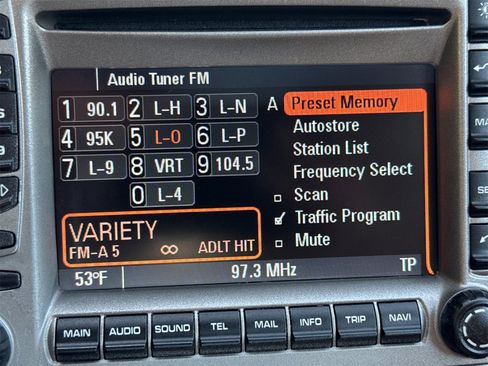 Audio Tuner FM
1 90.1 2 L-H 3 L-N A Preset Memory
Autostore
4 95K 5 L-O 6 L-P
Station List
7 L-9 8 VRT 9 104.5
Frequency Select
0 L-4
Scan
Traffic Program
VARIETY
FM-A 5 ∞ ADLT HIT
Mute
53°F 97.3 MHz TP
MAIN AUDIO SOUND TEL MAIL INFO TRIP NAVI